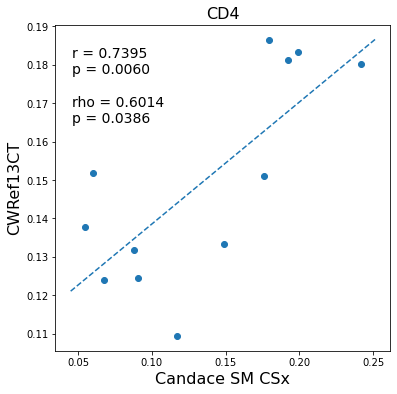 CD4
r = 0.7395
p = 0.0060
rho = 0.6014
p = 0.0386
CWRef13CT
0.19
0.18
0.17
0.16
0.15
0.14
0.13
0.12
0.11
0.05
0.10
0.15
0.20
0.25
Candace SM CSx